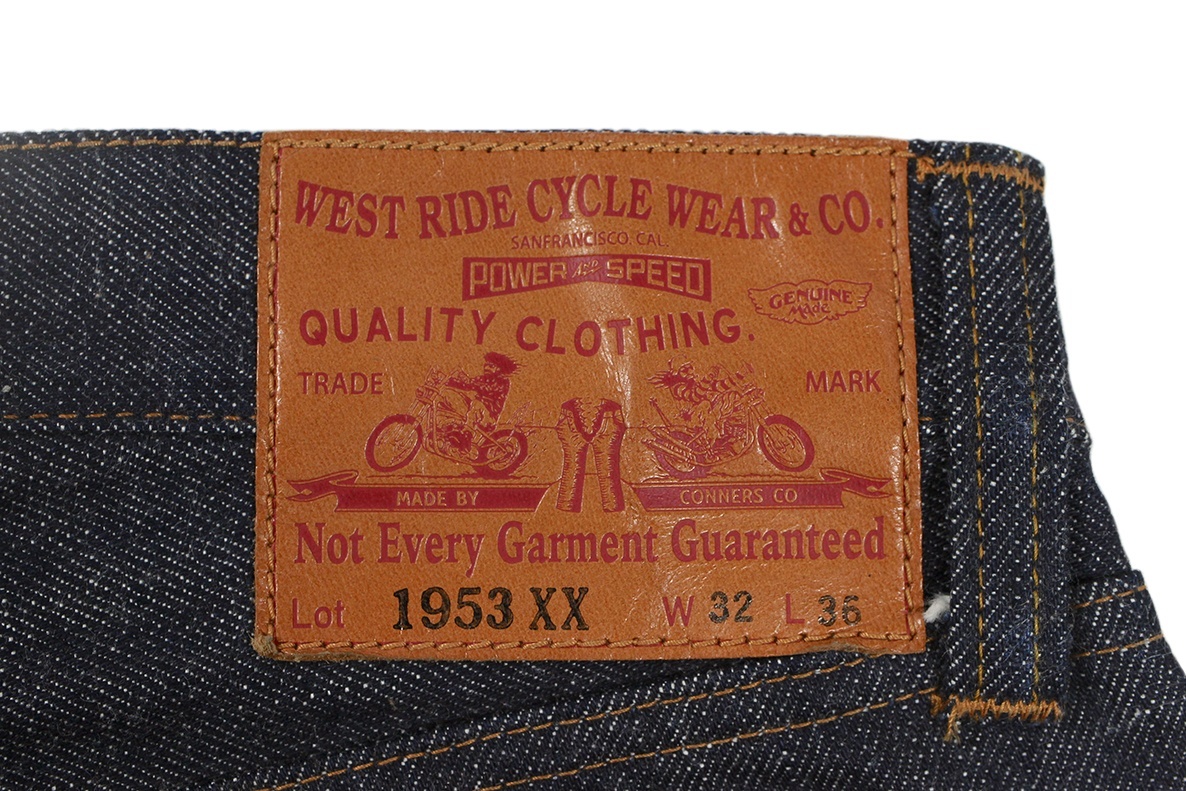 WEST RIDE CYCLE WEAR & CO.
SANFRANCISCO. CAL.
POWER AND SPEED
GENUINE
Made
QUALITY CLOTHING.
TRADE MARK
MADE BY CONNERS CO
Not Every Garment Guaranteed
Lot 1953 XX W 32 L 36